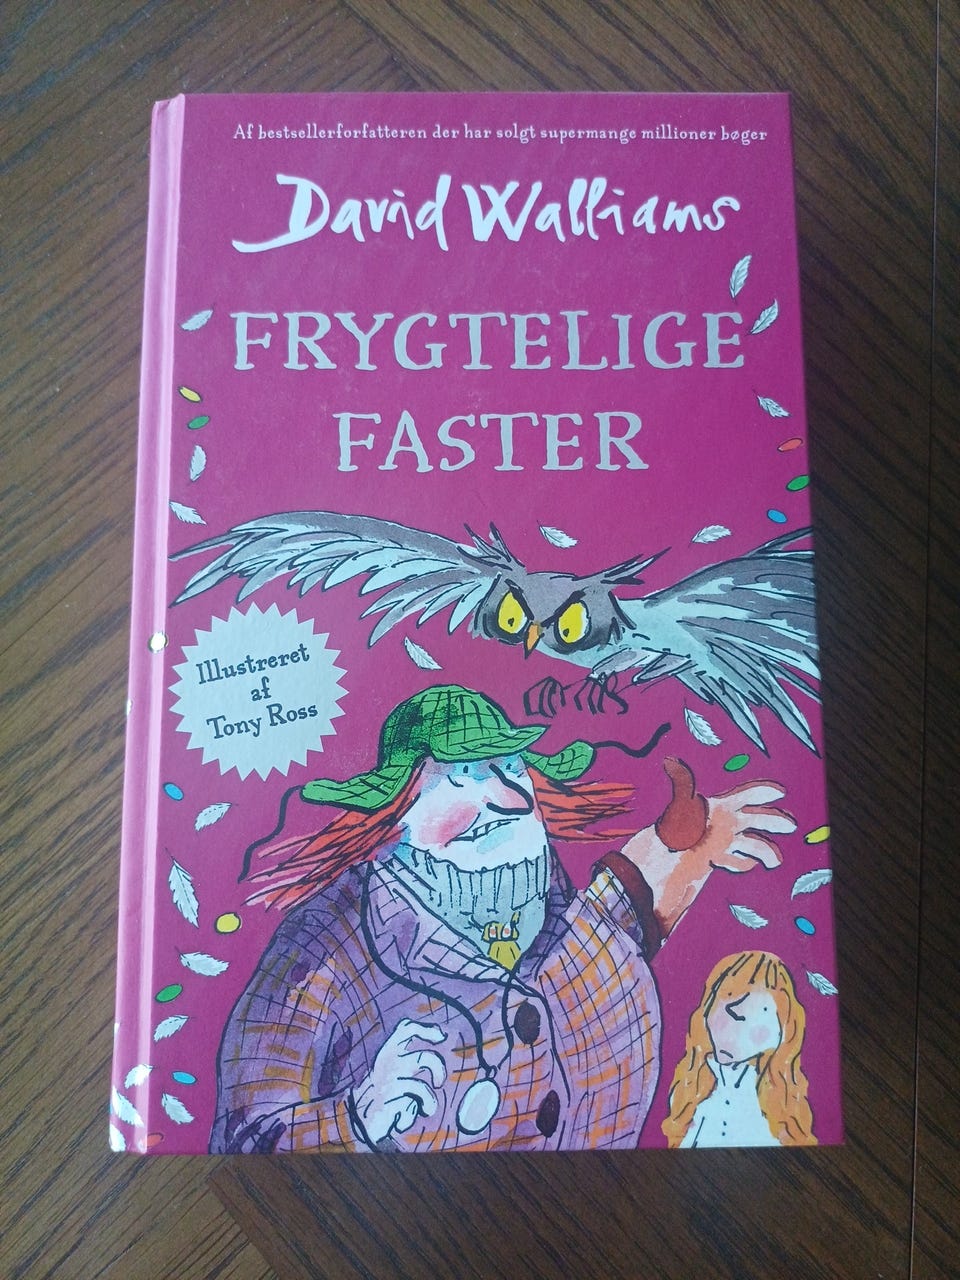 Af bestsellerforfatteren der har solgt supermange millioner bøger
David Walliams
FRYGTELIGE
FASTER
Illustreret
af
Tony Ross